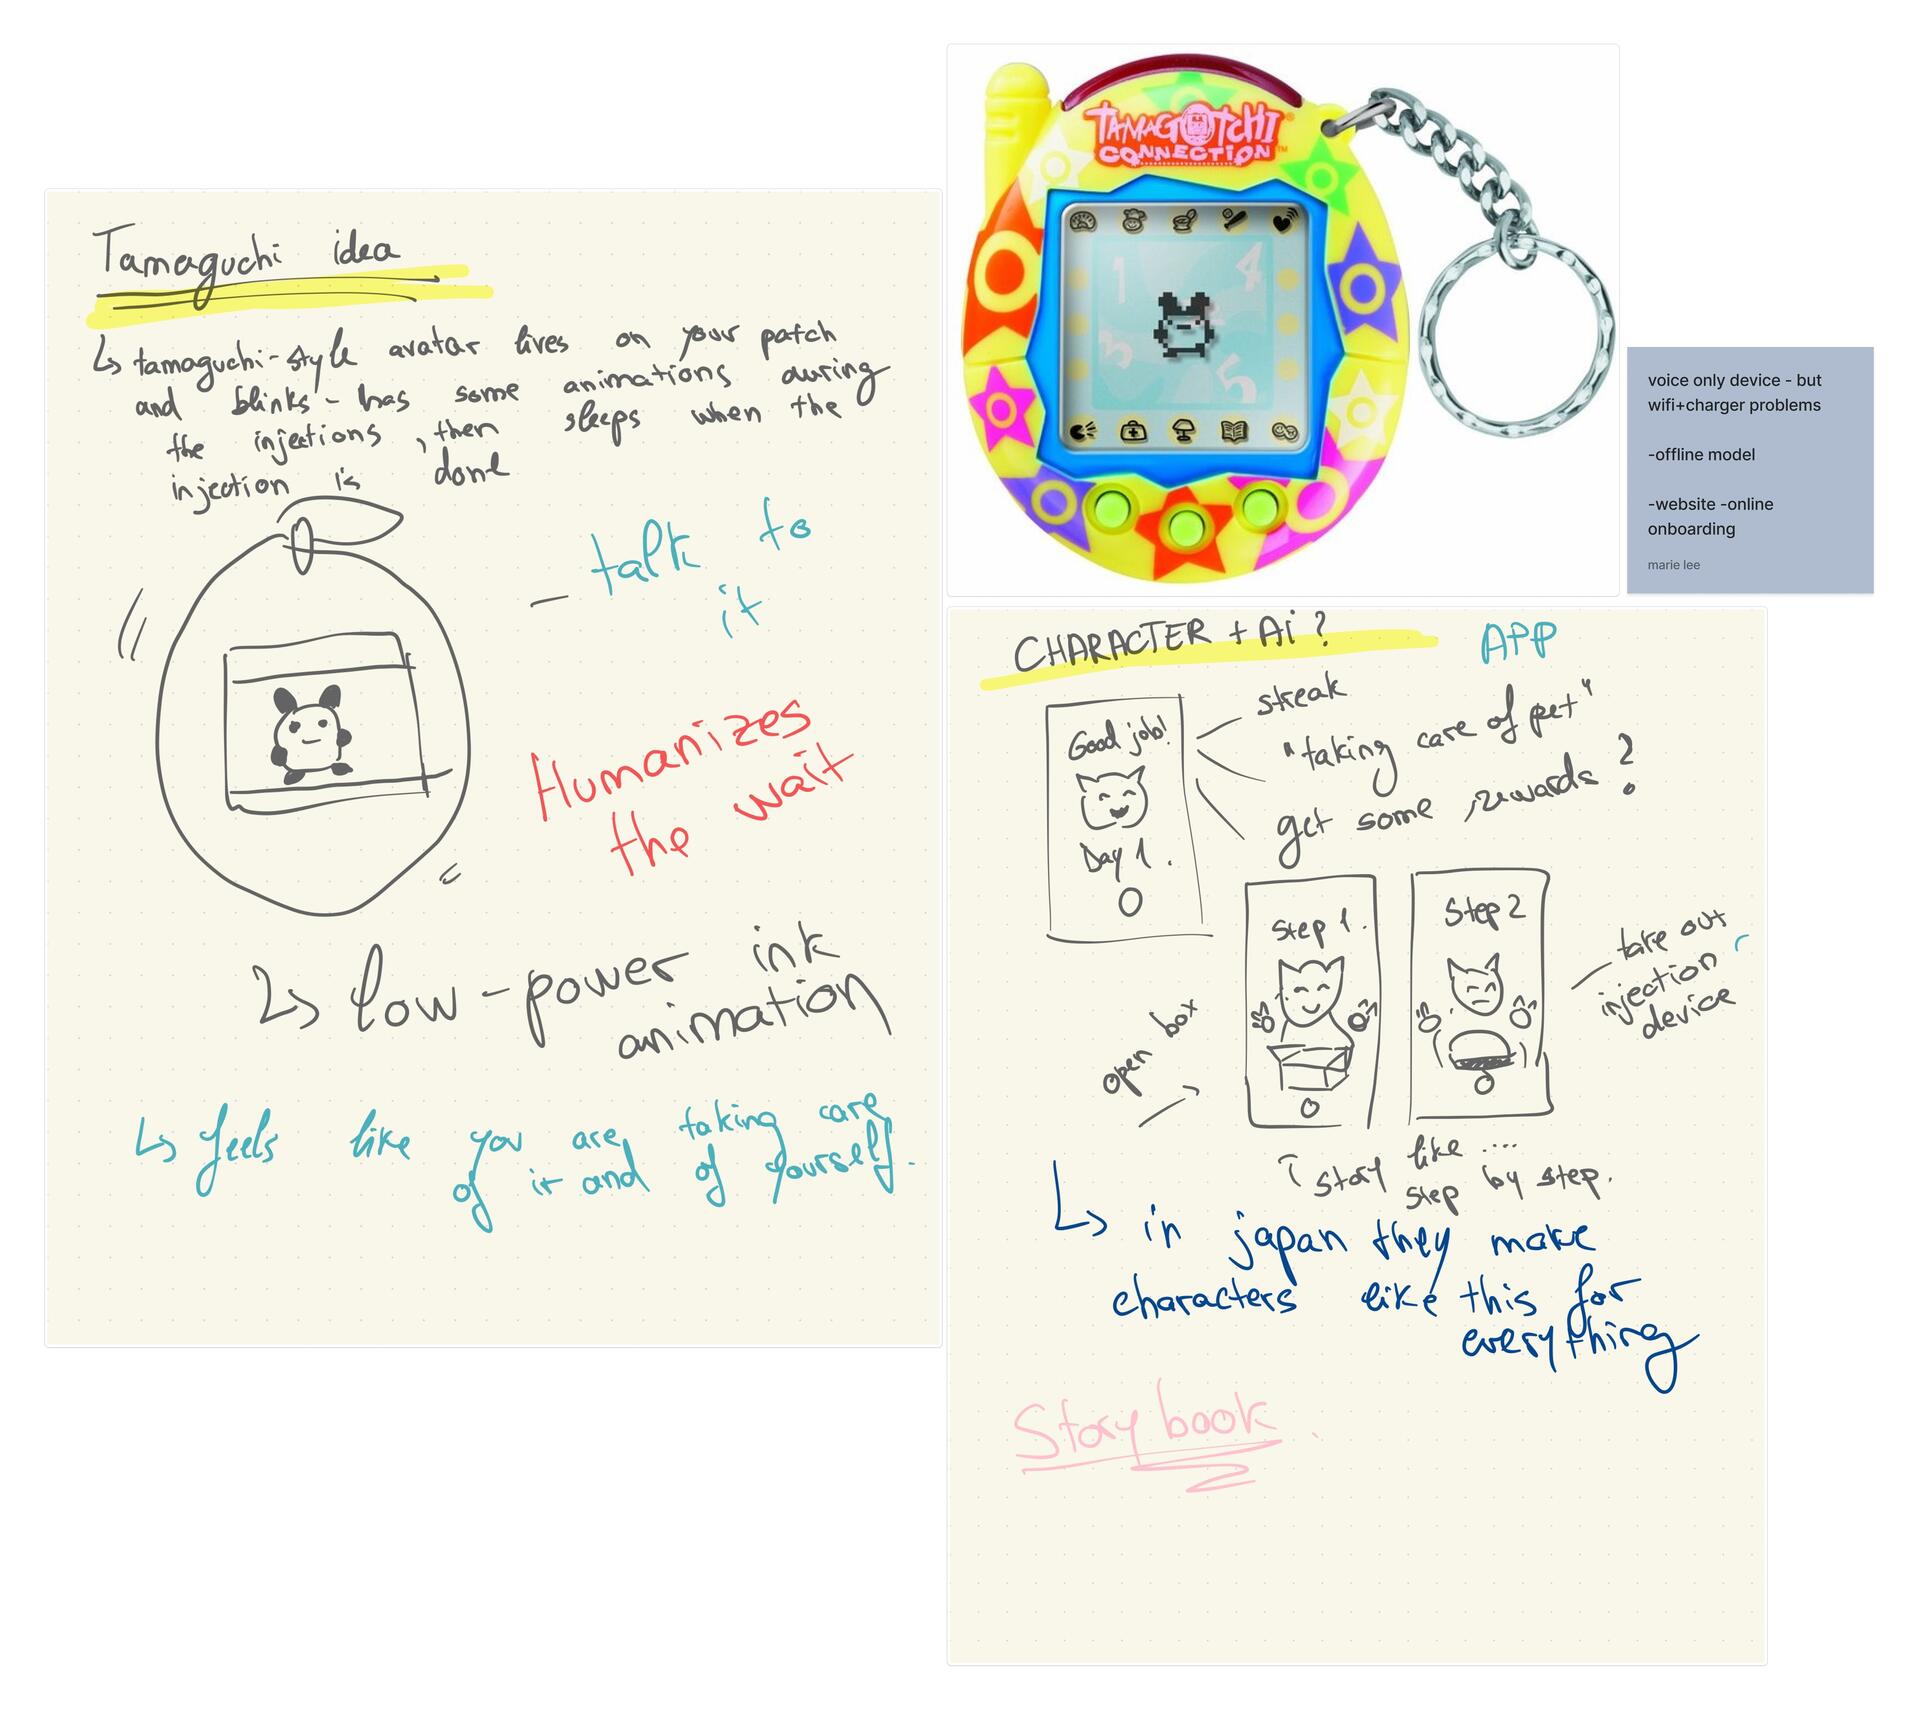 Tamaguchi idea
↳ tamaguchi-style avatar lives on your patch
and blinks - has some animations during
the injections, then sleeps when the
injection is done
- talk to
it
Humanizes
the wait
↳ low-power ink
animation
↳ feels like you are taking care
of it and of yourself.
TAMAGOTCHI
CONNECTION
1 4
3 5
voice only device - but
wifi+charger problems
-offline model
-website -online
onboarding
marie lee
CHARACTER + Ai ?
APP
Good job!
Day 1.
streak
"taking care of pet"
get some rewards ?
Step 1.
Step 2
open box
take out
injection
device
story like ....
step by step.
↳ in japan they make
characters like this for
everything
Story book